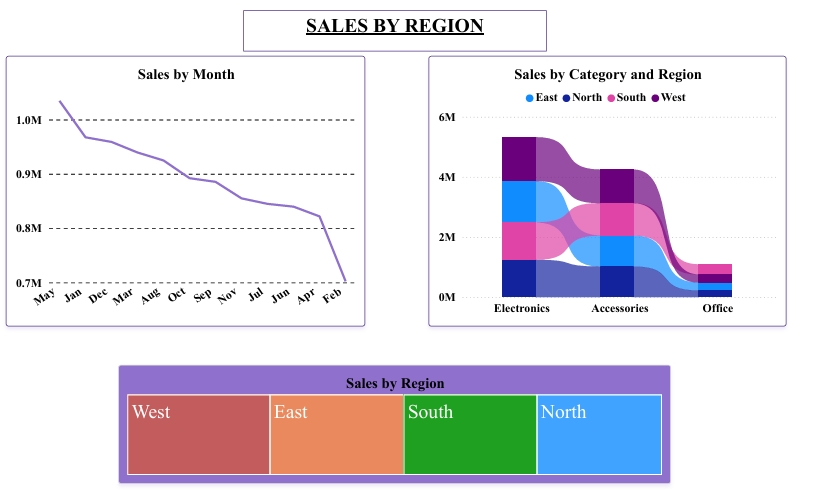 SALES BY REGION
Sales by Month
1.0M
0.9M
0.8M
0.7M
May Jan Dec Mar Aug Oct Sep Nov Jul Jun Apr Feb
Sales by Category and Region
East North South West
6M
4M
2M
0M
Electronics Accessories Office
Sales by Region
West East South North